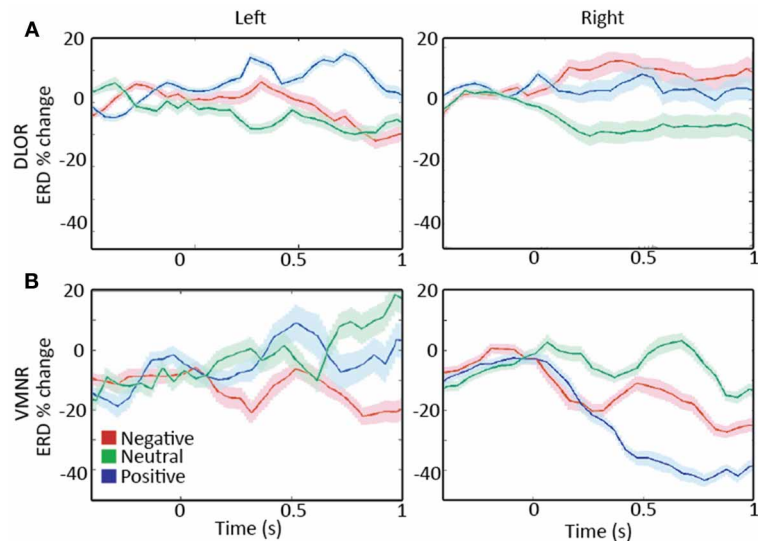 Left
Right
A
DLOR
ERD % change
20
0
-20
-40
0
0.5
1
20
0
-20
-40
0
0.5
1
B
VMNR
ERD % change
20
0
-20
-40
Negative
Neutral
Positive
0
0.5
1
Time (s)
20
0
-20
-40
0
0.5
1
Time (s)